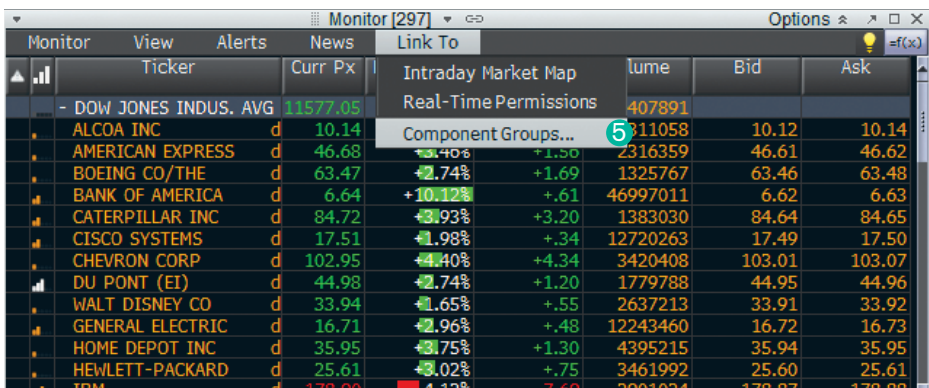 Monitor [297] Options
Monitor View Alerts News Link To =f(x)
Ticker Curr Px lume Bid Ask
Intraday Market Map
Real-Time Permissions
Component Groups... 5
- DOW JONES INDUS. AVG 11577.05 407891
ALCOA INC d 10.14 311058 10.12 10.14
AMERICAN EXPRESS d 46.68 +3.46% +1.56 2316359 46.61 46.62
BOEING CO/THE d 63.47 +2.74% +1.69 1325767 63.46 63.48
BANK OF AMERICA d 6.64 +10.12% +.61 46997011 6.62 6.63
CATERPILLAR INC d 84.72 +3.93% +3.20 1383030 84.64 84.65
CISCO SYSTEMS d 17.51 +1.98% +.34 12720263 17.49 17.50
CHEVRON CORP d 102.95 +4.40% +4.34 3420408 103.01 103.07
DU PONT (EI) d 44.98 +2.74% +1.20 1779788 44.95 44.96
WALT DISNEY CO d 33.94 +1.65% +.55 2637213 33.91 33.92
GENERAL ELECTRIC d 16.71 +2.96% +.48 12243460 16.72 16.73
HOME DEPOT INC d 35.95 +3.75% +1.30 4395215 35.94 35.95
HEWLETT-PACKARD d 25.61 +3.02% +.75 3461992 25.60 25.61
IBM